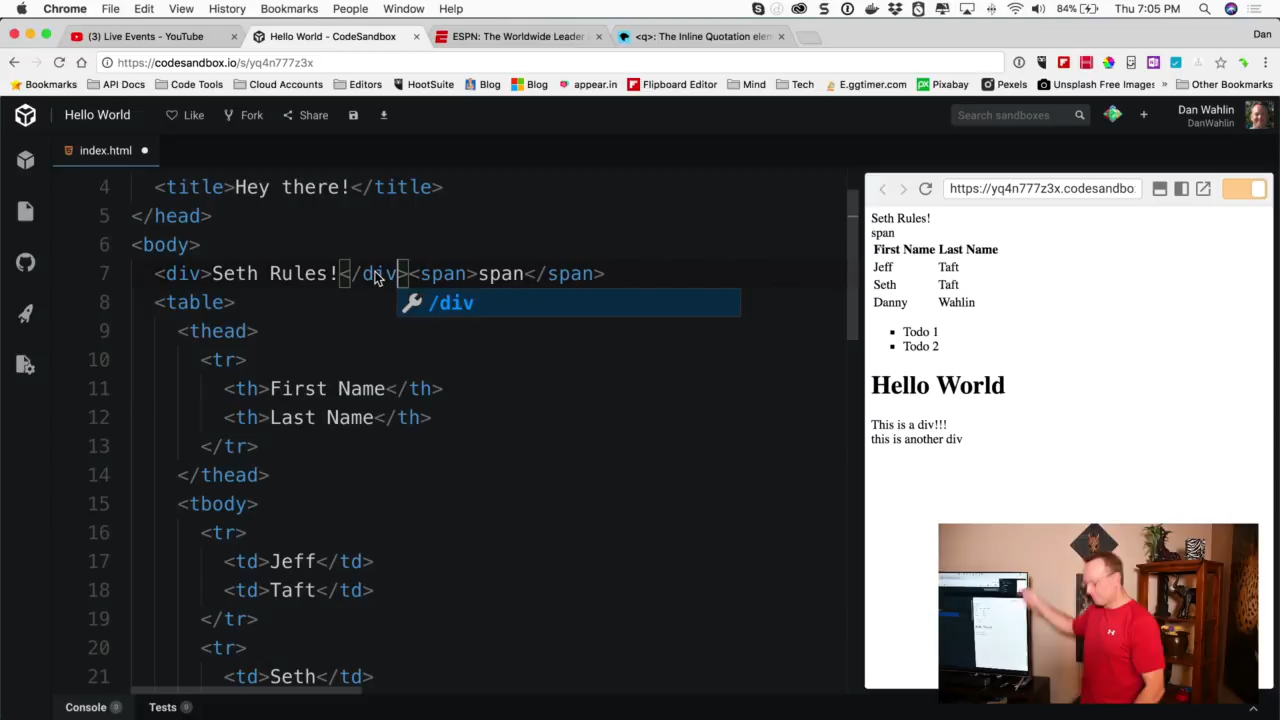 Chrome File Edit View History Bookmarks People Window Help 84% Thu 7:05 PM
(3) Live Events - YouTube × Hello World - CodeSandbox × ESPN: The Worldwide Leader × <q>: The Inline Quotation elem × Dan
https://codesandbox.io/s/yq4n777z3x
Bookmarks API Docs Code Tools Cloud Accounts Editors HootSuite Blog Blog appear.in Flipboard Editor Mind Tech E.ggtimer.com Pixabay Pexels Unsplash Free Images » Other Bookmarks
Hello World Like Fork Share Search sandboxes Dan Wahlin
DanWahlin
index.html
4 <title>Hey there!</title>
5 </head>
6 <body>
7 <div>Seth Rules!</div><span>span</span>
/div
8 <table>
9 <thead>
10 <tr>
11 <th>First Name</th>
12 <th>Last Name</th>
13 </tr>
14 </thead>
15 <tbody>
16 <tr>
17 <td>Jeff</td>
18 <td>Taft</td>
19 </tr>
20 <tr>
21 <td>Seth</td>
https://yq4n777z3x.codesandbo
Seth Rules!
span
First Name Last Name
Jeff Taft
Seth Taft
Danny Wahlin
Todo 1
Todo 2
Hello World
This is a div!!!
this is another div
Console 0 Tests 0